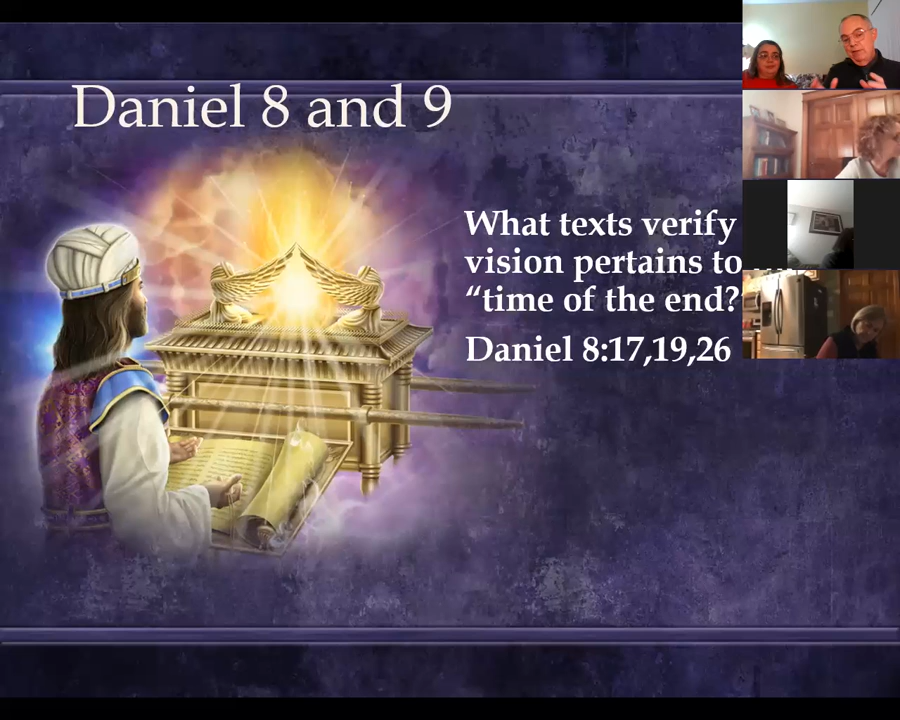 Daniel 8 and 9
What texts verify
vision pertains to
“time of the end?
Daniel 8:17,19,26